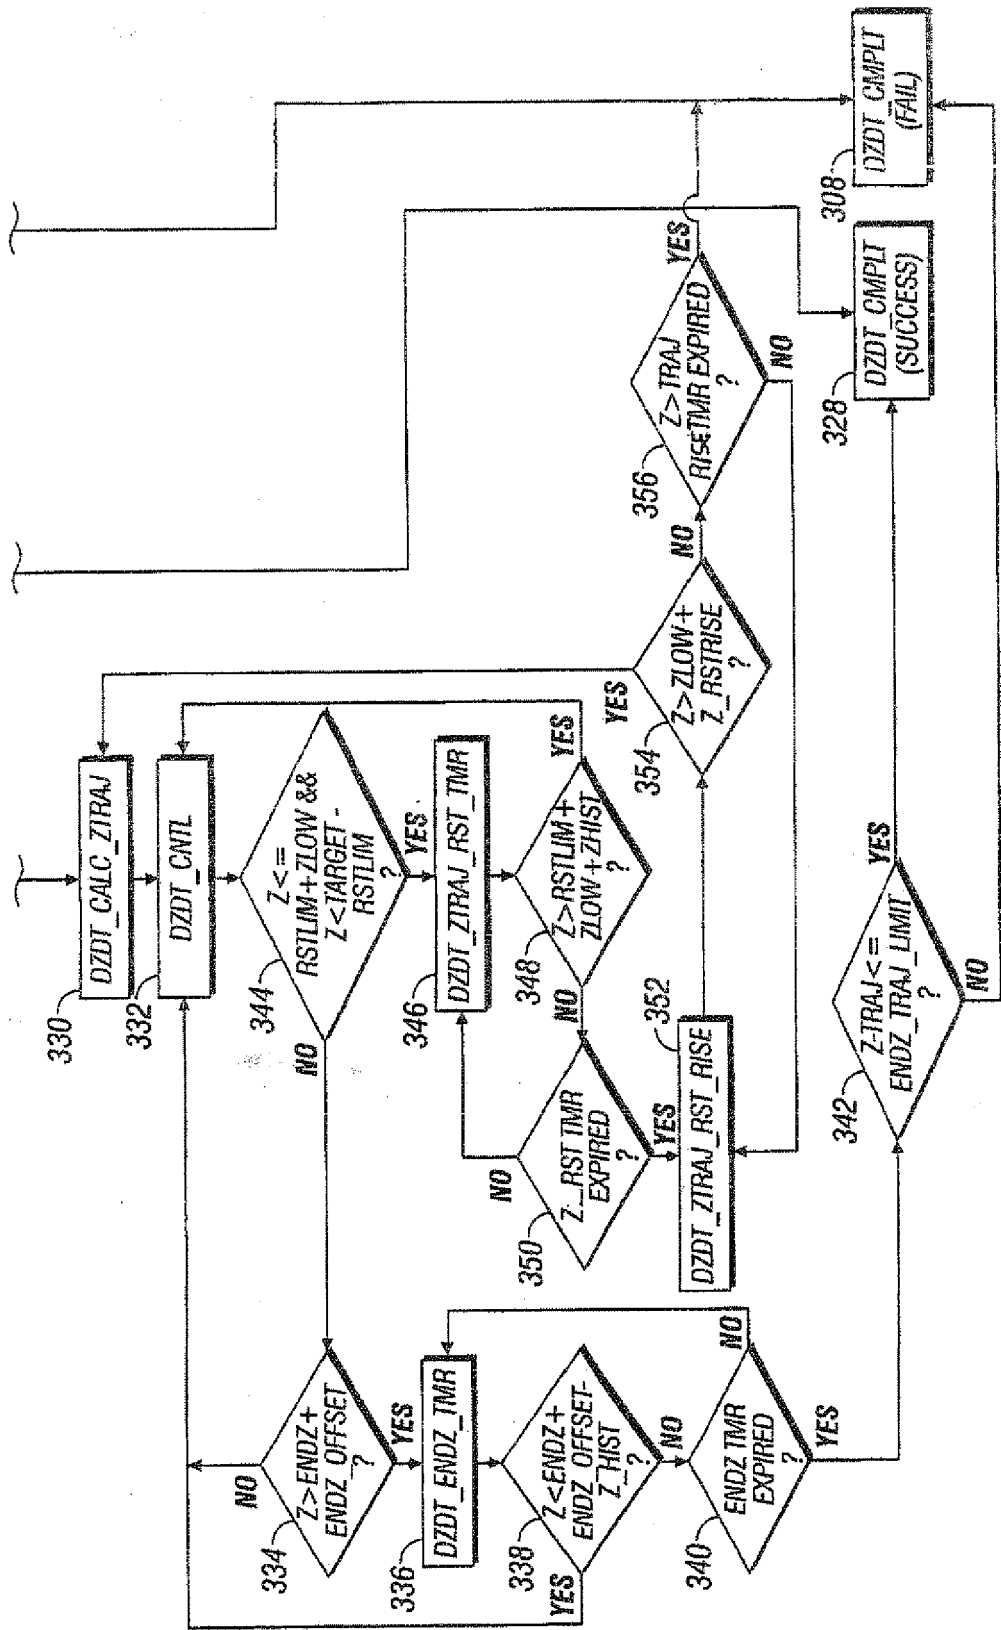 330
DZDT_CALC_ZTRAJ
332
DZDT_CNTL
344
Z<=
RSTLIM+ZLOW &&
Z<TARGET-
RSTLIM
?
NO
YES
346
DZDT_ZTRAJ_RST_TMR
348
Z>RSTLIM+
ZLOW+ZHIST
?
YES
NO
350
Z_RST TMR
EXPIRED
?
NO
YES
352
DZDT_ZTRAJ_RST_RISE
354
Z>ZLOW+
Z_RSTRISE
?
YES
NO
356
Z>TRAJ
RISETMR EXPIRED
?
YES
NO
334
Z>ENDZ+
ENDZ_OFFSET
?
NO
YES
336
DZDT_ENDZ_TMR
338
Z<ENDZ+
ENDZ_OFFSET-
Z_HIST
?
YES
NO
340
ENDZ TMR
EXPIRED
?
NO
YES
342
Z-TRAJ<=
ENDZ_TRAJ_LIMIT
?
YES
NO
328
DZDT_CMPLT
(SUCCESS)
308
DZDT_CMPLT
(FAIL)